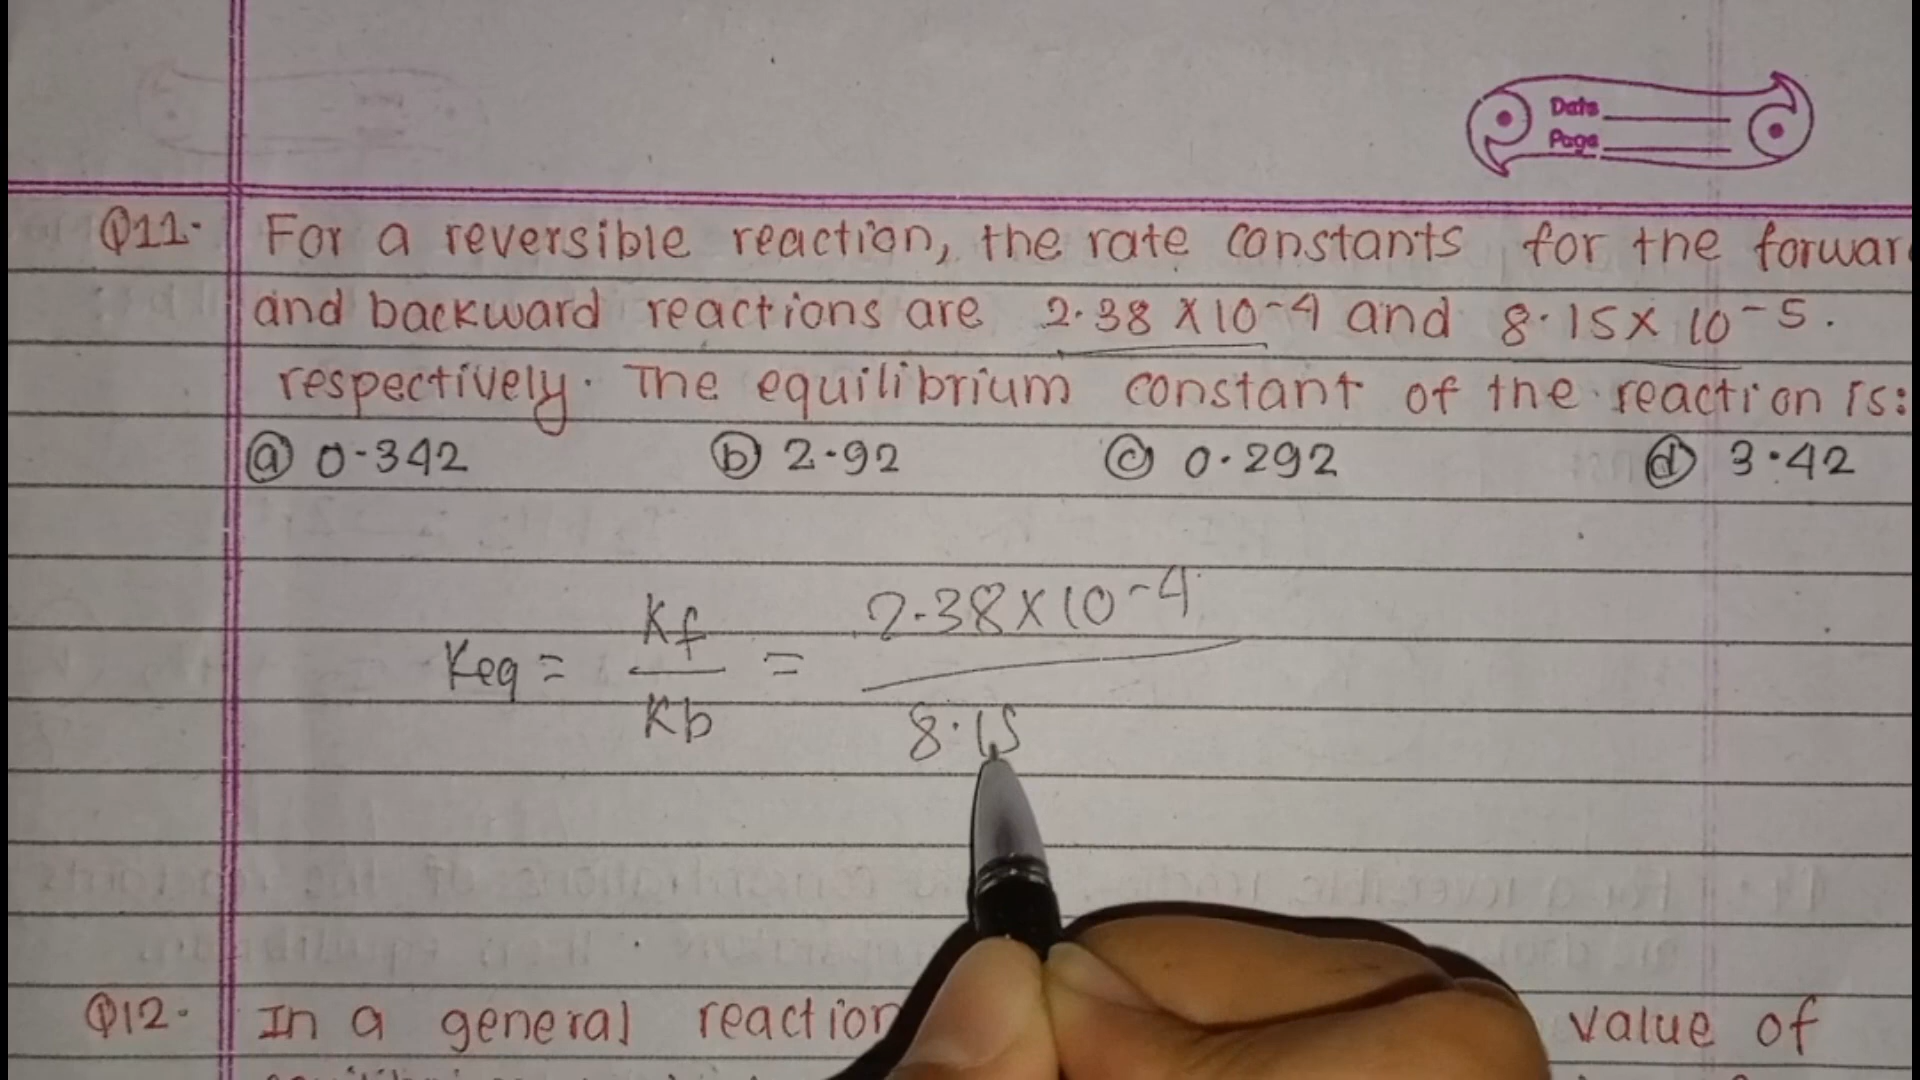 Date
Page
Q11. For a reversible reaction, the rate constants for the forwar
and backward reactions are 2.38 X 10-4 and 8.15 x 10-5.
respectively. The equilibrium constant of the reaction is:
(a) 0.342 (b) 2.92 (c) 0.292 (d) 3.42
Keq = Kf / Kb = 2.38 X 10-4 / 8.15
Q12. In a general reaction value of